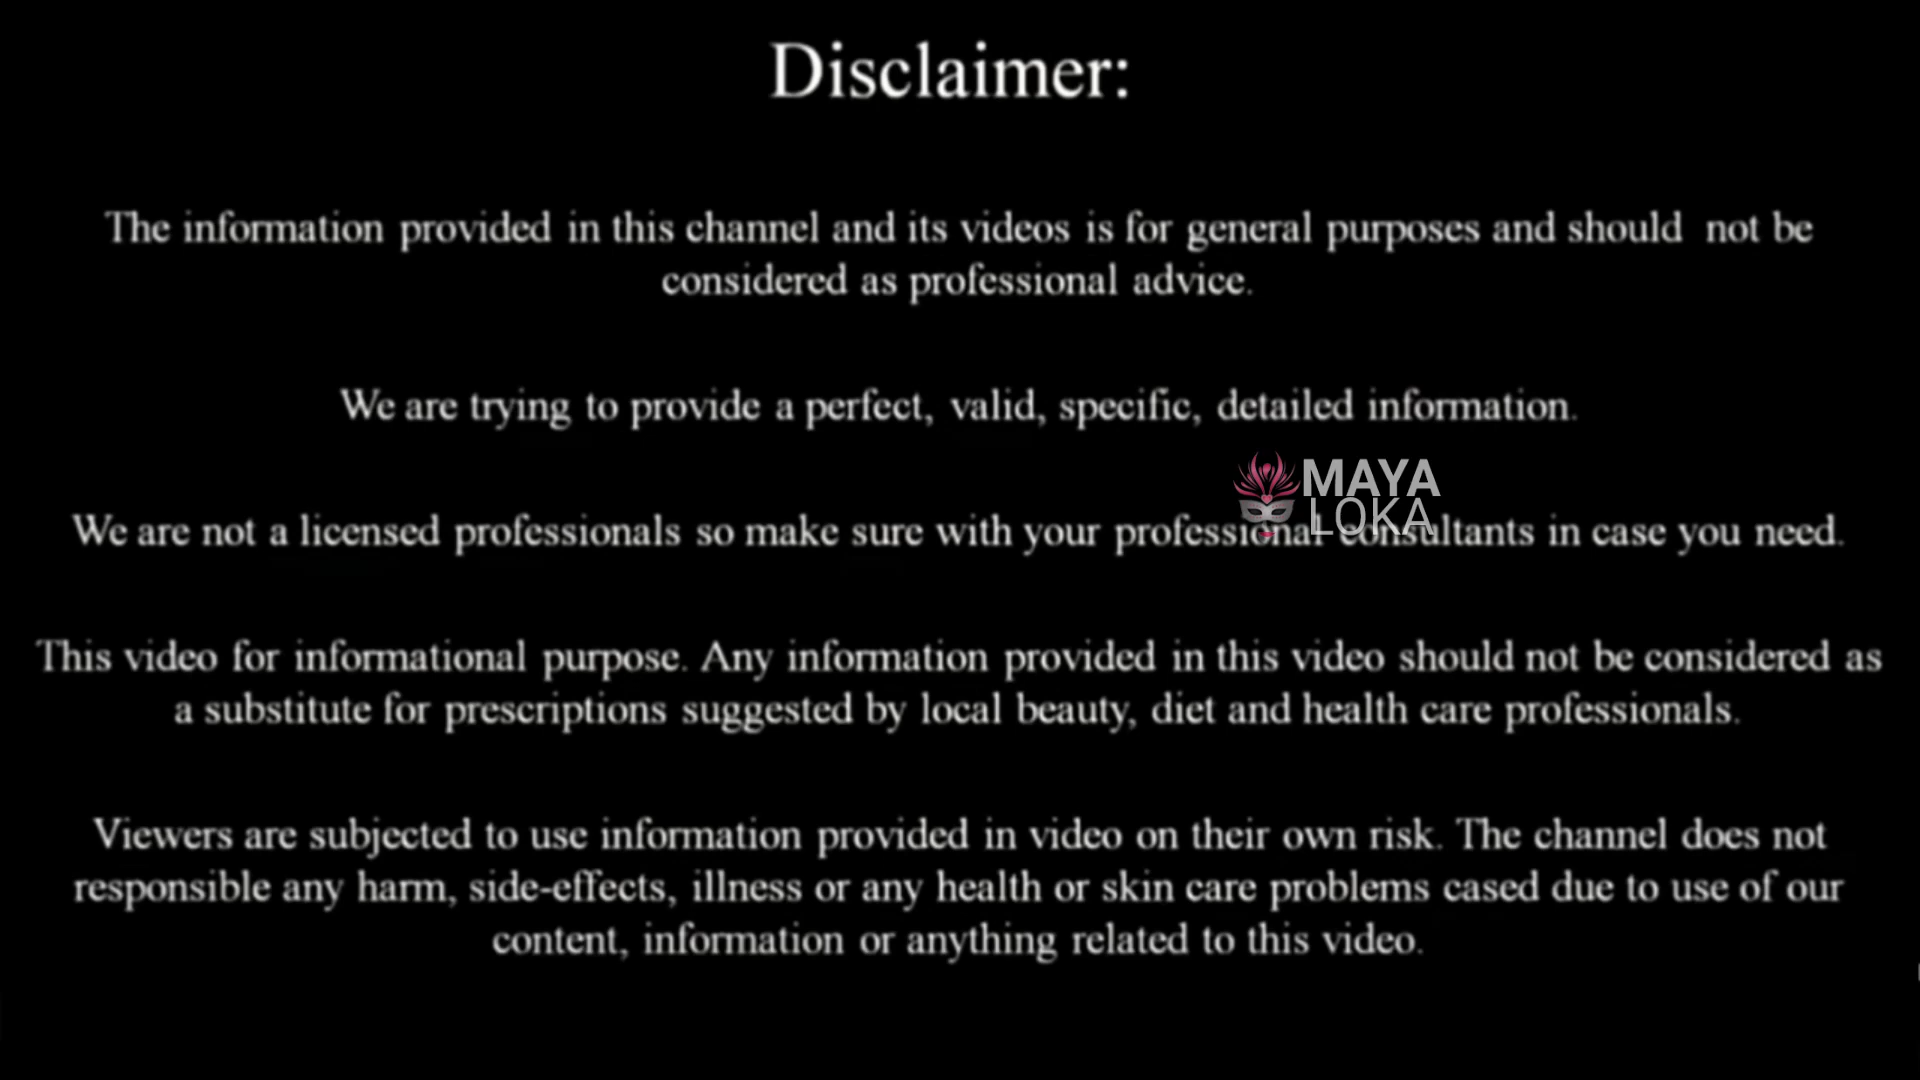 Disclaimer:
The information provided in this channel and its videos is for general purposes and should not be
considered as professional advice.
We are trying to provide a perfect, valid, specific, detailed information.
MAYA
LOKA
We are not a licensed professionals so make sure with your professional consultants in case you need.
This video for informational purpose. Any information provided in this video should not be considered as
a substitute for prescriptions suggested by local beauty, diet and health care professionals.
Viewers are subjected to use information provided in video on their own risk. The channel does not
responsible any harm, side-effects, illness or any health or skin care problems cased due to use of our
content, information or anything related to this video.